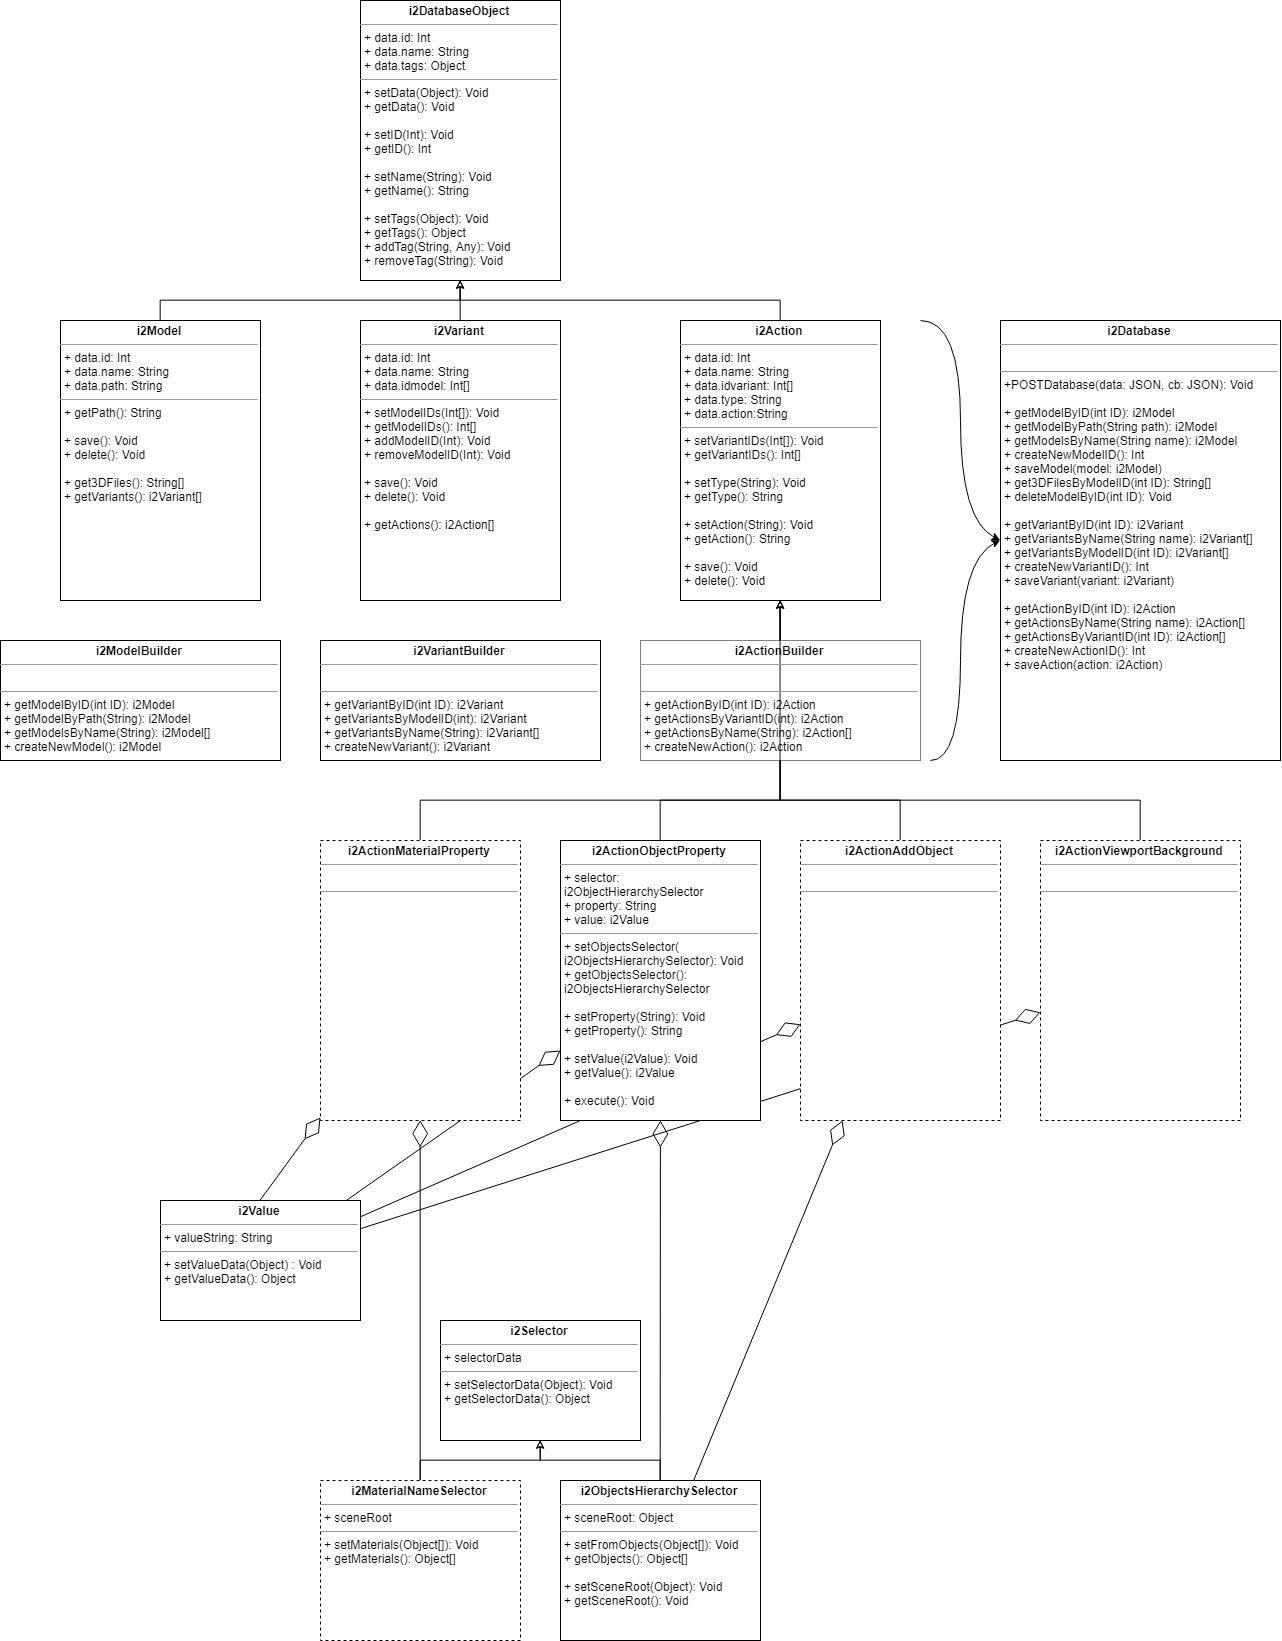 i2DatabaseObject
+ data.id: Int
+ data.name: String
+ data.tags: Object
+ setData(Object): Void
+ getData(): Void
+ setID(Int): Void
+ getID(): Int
+ setName(String): Void
+ getName(): String
+ setTags(Object): Void
+ getTags(): Object
+ addTag(String, Any): Void
+ removeTag(String): Void
i2Model
+ data.id: Int
+ data.name: String
+ data.path: String
+ getPath(): String
+ save(): Void
+ delete(): Void
+ get3DFiles(): String[]
+ getVariants(): i2Variant[]
i2Variant
+ data.id: Int
+ data.name: String
+ data.idmodel: Int[]
+ setModelIDs(Int[]): Void
+ getModelIDs(): Int[]
+ addModelID(Int): Void
+ removeModelID(Int): Void
+ save(): Void
+ delete(): Void
+ getActions(): i2Action[]
i2Action
+ data.id: Int
+ data.name: String
+ data.idvariant: Int[]
+ data.type: String
+ data.action:String
+ setVariantIDs(Int[]): Void
+ getVariantIDs(): Int[]
+ setType(String): Void
+ getType(): String
+ setAction(String): Void
+ getAction(): String
+ save(): Void
+ delete(): Void
i2Database
+POSTDatabase(data: JSON, cb: JSON): Void
+ getModelByID(int ID): i2Model
+ getModelByPath(String path): i2Model
+ getModelsByName(String name): i2Model
+ createNewModelID(): Int
+ saveModel(model: i2Model)
+ get3DFilesByModelID(int ID): String[]
+ deleteModelByID(int ID): Void
+ getVariantByID(int ID): i2Variant
+ getVariantsByName(String name): i2Variant[]
+ getVariantsByModelID(int ID): i2Variant[]
+ createNewVariantID(): Int
+ saveVariant(variant: i2Variant)
+ getActionByID(int ID): i2Action
+ getActionsByName(String name): i2Action[]
+ getActionsByVariantID(int ID): i2Action[]
+ createNewActionID(): Int
+ saveAction(action: i2Action)
i2ModelBuilder
+ getModelByID(int ID): i2Model
+ getModelByPath(String): i2Model
+ getModelsByName(String): i2Model[]
+ createNewModel(): i2Model
i2VariantBuilder
+ getVariantByID(int ID): i2Variant
+ getVariantsByModelID(int): i2Variant
+ getVariantsByName(String): i2Variant[]
+ createNewVariant(): i2Variant
i2ActionBuilder
+ getActionByID(int ID): i2Action
+ getActionsByVariantID(int): i2Action
+ getActionsByName(String): i2Action[]
+ createNewAction(): i2Action
i2ActionMaterialProperty
i2ActionObjectProperty
+ selector:
i2ObjectHierarchySelector
+ property: String
+ value: i2Value
+ setObjectsSelector(
i2ObjectsHierarchySelector): Void
+ getObjectsSelector():
i2ObjectsHierarchySelector
+ setProperty(String): Void
+ getProperty(): String
+ setValue(i2Value): Void
+ getValue(): i2Value
+ execute(): Void
i2ActionAddObject
i2ActionViewportBackground
i2Value
+ valueString: String
+ setValueData(Object) : Void
+ getValueData(): Object
i2Selector
+ selectorData
+ setSelectorData(Object): Void
+ getSelectorData(): Object
i2MaterialNameSelector
+ sceneRoot
+ setMaterials(Object[]): Void
+ getMaterials(): Object[]
i2ObjectsHierarchySelector
+ sceneRoot: Object
+ setFromObjects(Object[]): Void
+ getObjects(): Object[]
+ setSceneRoot(Object): Void
+ getSceneRoot(): Void